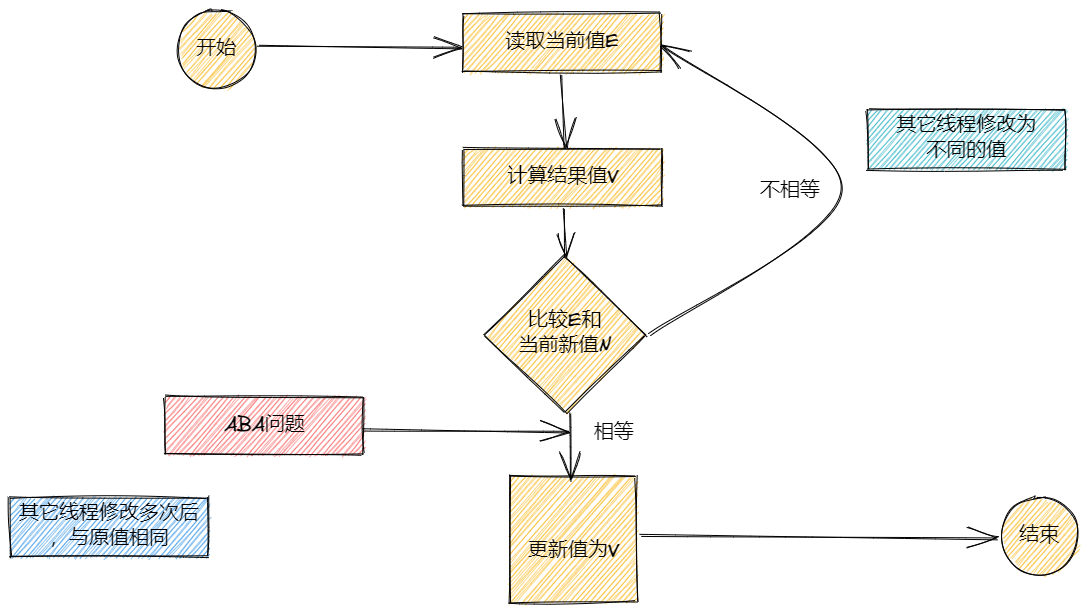 开始
读取当前值E
其它线程修改为
不同的值
计算结果值V
不相等
比较E和
当前新值N
ABA问题
相等
其它线程修改多次后
，与原值相同
更新值为V
结束